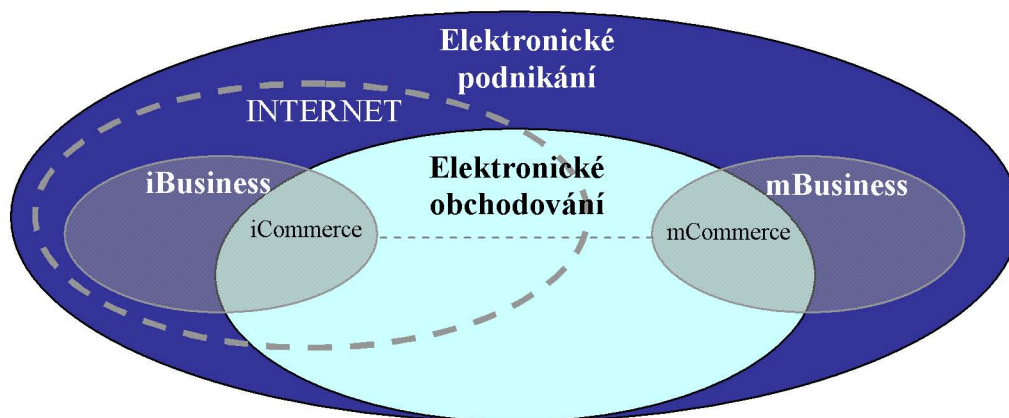 Elektronické
podnikání
INTERNET
Elektronické
obchodování
iBusiness
mBusiness
iCommerce
mCommerce